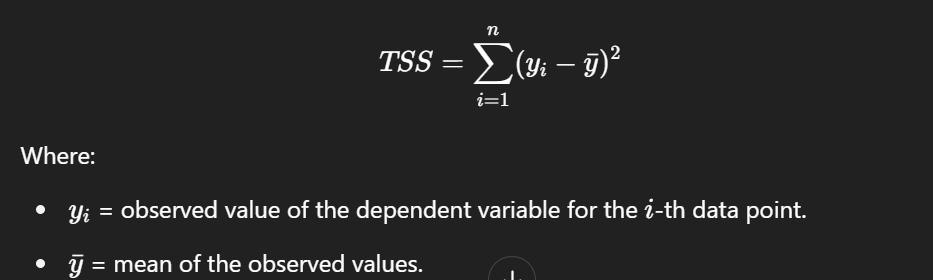 TSS = \sum_{i=1}^{n} (y_i - \bar{y})^2
Where:
• y_i = observed value of the dependent variable for the i-th data point.
• \bar{y} = mean of the observed values.